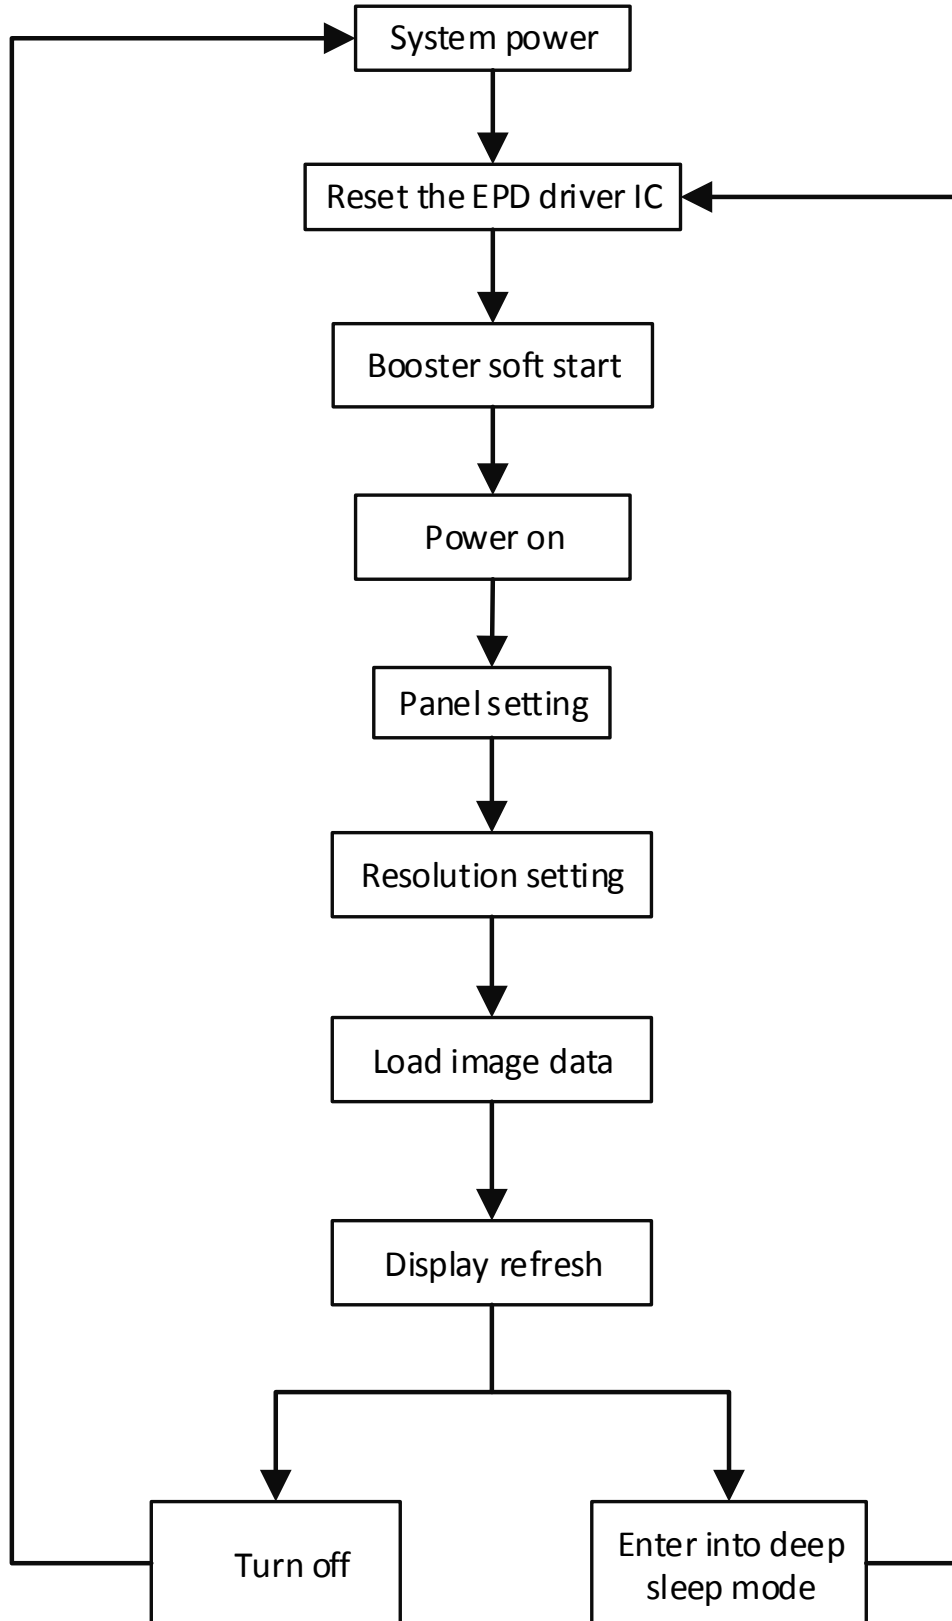 System power
Reset the EPD driver IC
Booster soft start
Power on
Panel setting
Resolution setting
Load image data
Display refresh
Turn off
Enter into deep
sleep mode